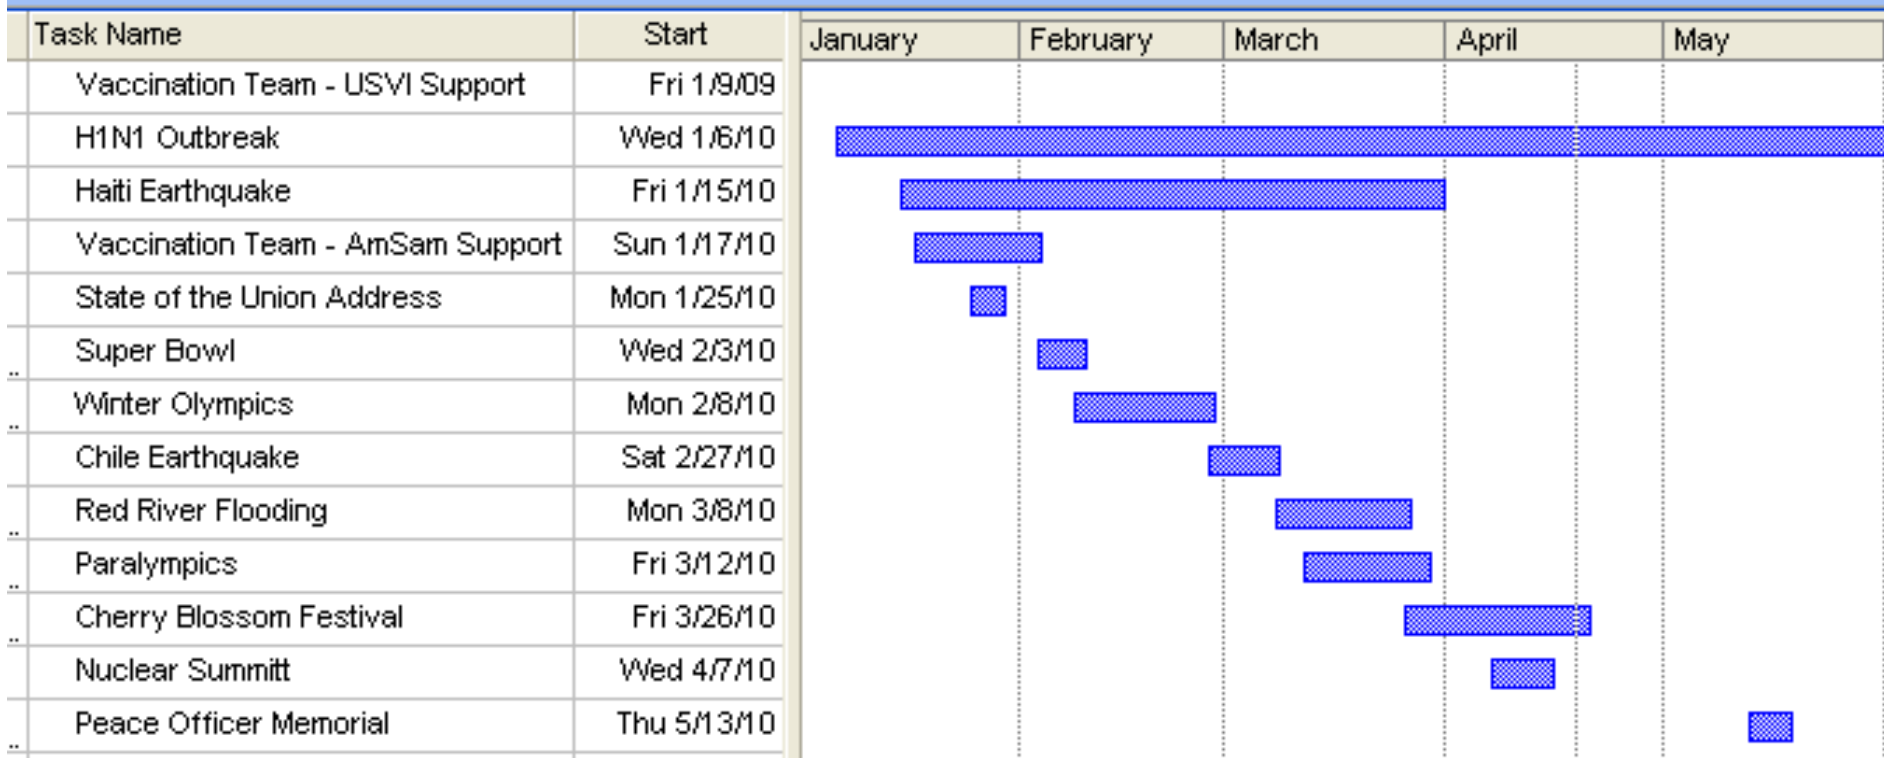 Task Name Start January February March April May
Vaccination Team - USVI Support Fri 1/9/09
H1N1 Outbreak Wed 1/6/10
Haiti Earthquake Fri 1/15/10
Vaccination Team - AmSam Support Sun 1/17/10
State of the Union Address Mon 1/25/10
Super Bowl Wed 2/3/10
Winter Olympics Mon 2/8/10
Chile Earthquake Sat 2/27/10
Red River Flooding Mon 3/8/10
Paralympics Fri 3/12/10
Cherry Blossom Festival Fri 3/26/10
Nuclear Summitt Wed 4/7/10
Peace Officer Memorial Thu 5/13/10